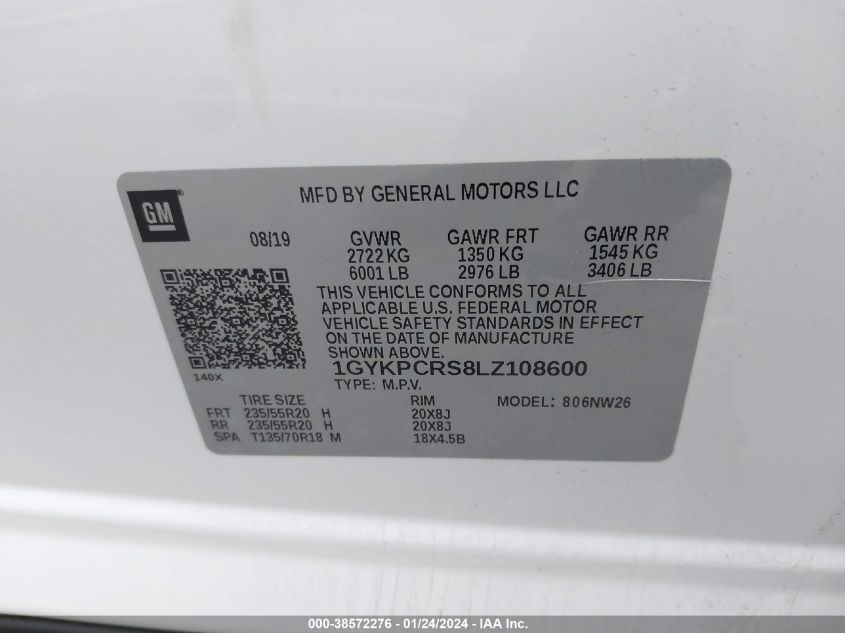 GM
MFD BY GENERAL MOTORS LLC
08/19 GVWR GAWR FRT GAWR RR
2722 KG 1350 KG 1545 KG
6001 LB 2976 LB 3406 LB
THIS VEHICLE CONFORMS TO ALL
APPLICABLE U.S. FEDERAL MOTOR
VEHICLE SAFETY STANDARDS IN EFFECT
ON THE DATE OF MANUFACTURE
SHOWN ABOVE.
140X
1GYKPCRS8LZ108600
TYPE: M.P.V.
TIRE SIZE RIM MODEL: 806NW26
FRT 235/55R20 H 20X8J
RR 235/55R20 H 20X8J
SPA T135/70R18 M 18X4.5B
000-38572276 - 01/24/2024 - IAA Inc.